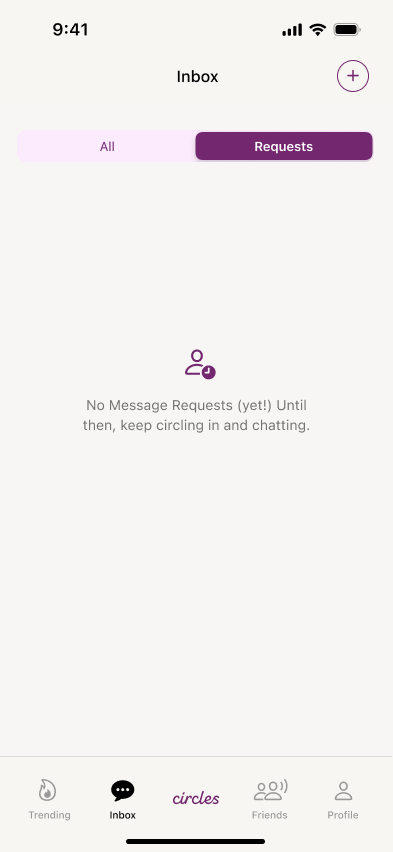 9:41
Inbox
All
Requests
No Message Requests (yet!) Until
then, keep circling in and chatting.
Trending
Inbox
circles
Friends
Profile